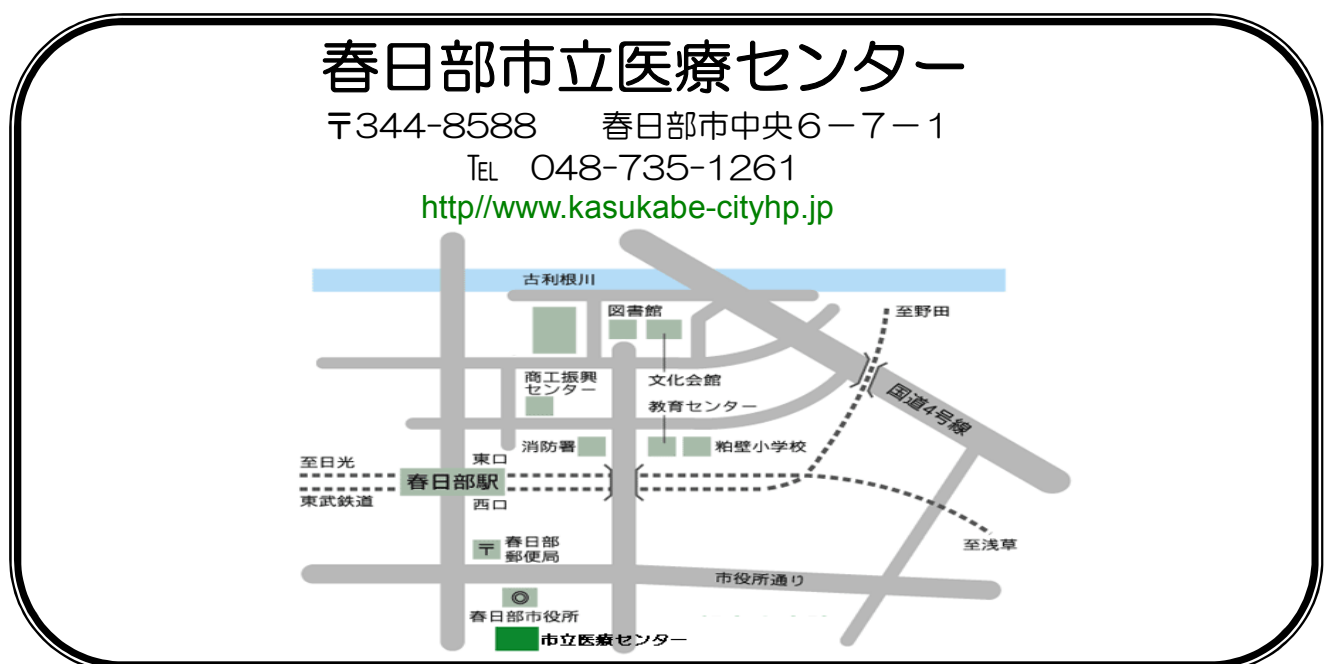 春日部市立医療センター
〒344-8588　　春日部市中央６－７－１
℡　048-735-1261
http//www.kasukabe-cityhp.jp
古利根川
図書館
至野田
商工振興
センター
文化会館
教育センター
国道4号線
消防署
粕壁小学校
至日光
東口
春日部駅
東武鉄道
西口
〒
春日部
郵便局
至浅草
市役所通り
◎
春日部市役所
市立医療センター